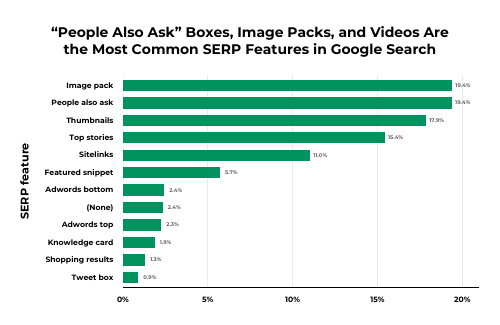 “People Also Ask” Boxes, Image Packs, and Videos Are
the Most Common SERP Features in Google Search
SERP feature
Image pack 19.4%
People also ask 19.4%
Thumbnails 17.9%
Top stories 15.4%
Sitelinks 11.0%
Featured snippet 5.7%
Adwords bottom 2.4%
(None) 2.4%
Adwords top 2.3%
Knowledge card 1.9%
Shopping results 1.3%
Tweet box 0.9%
0% 5% 10% 15% 20%